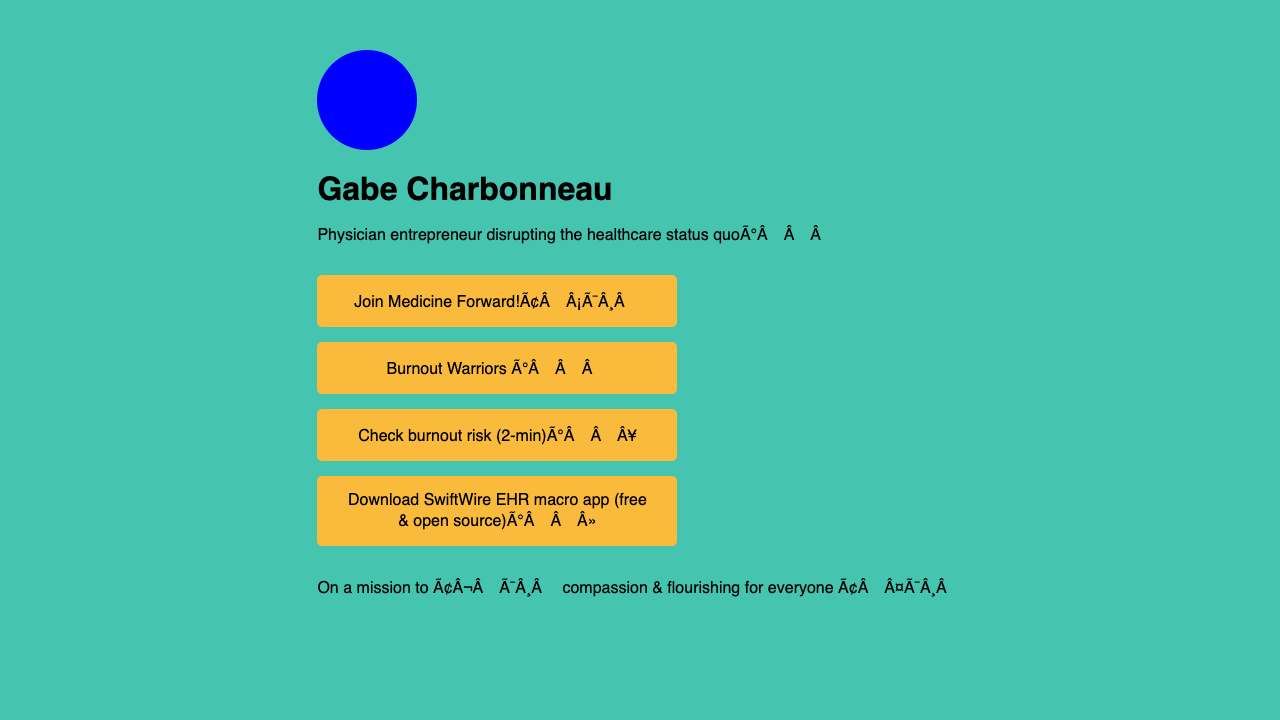 Gabe Charbonneau
Physician entrepreneur disrupting the healthcare status quoÃ°Â Â Â
Join Medicine Forward!Ã¢Â Â¡Ã¯Â¸Â
Burnout Warriors Ã°Â Â Â
Check burnout risk (2-min)Ã°Â Â Â¥
Download SwiftWire EHR macro app (free
& open source)Ã°Â Â Â»
On a mission to Ã¢Â¬Â Ã¯Â¸Â compassion & flourishing for everyone Ã¢Â Â¤Ã¯Â¸Â